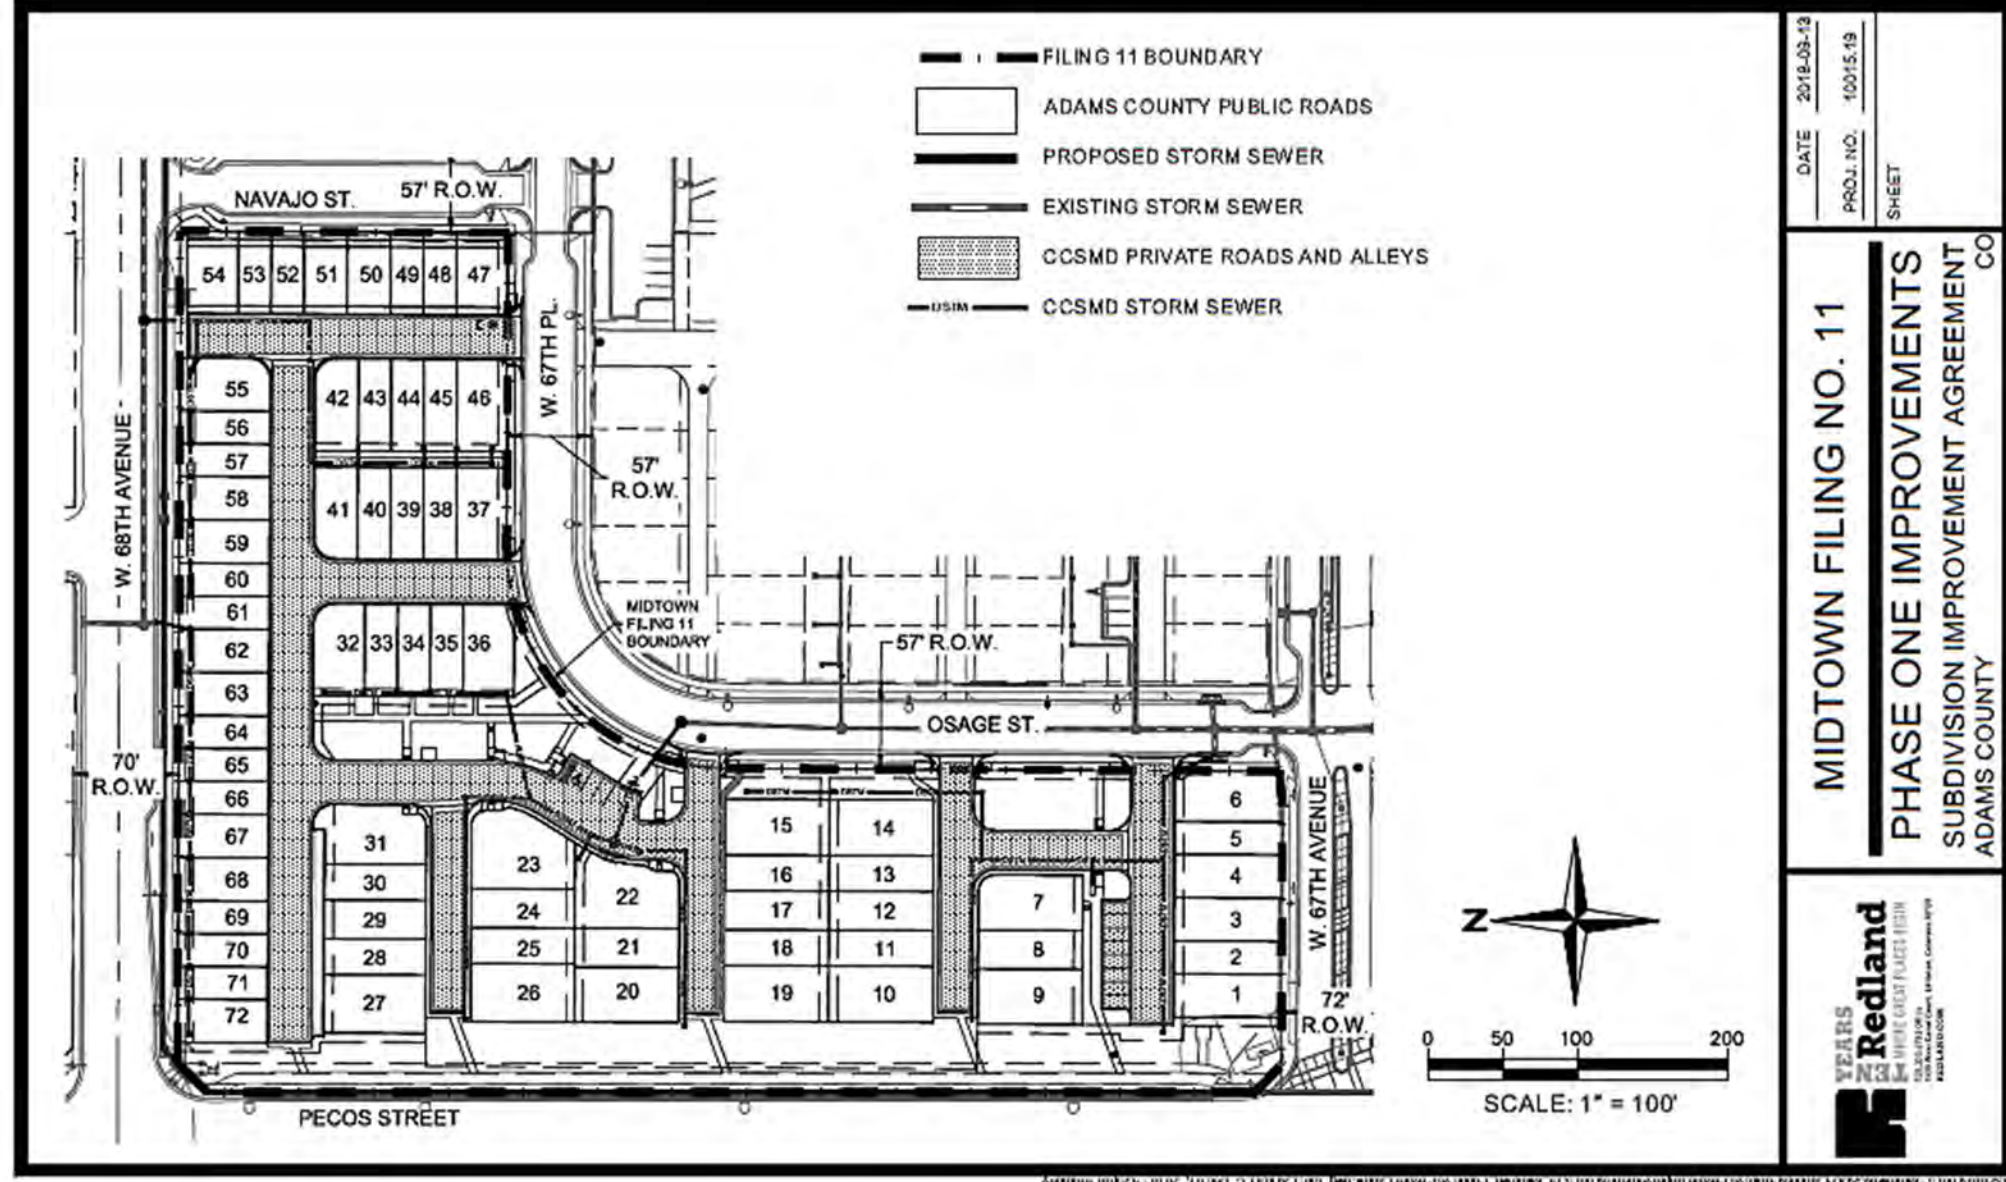 FILING 11 BOUNDARY
ADAMS COUNTY PUBLIC ROADS
PROPOSED STORM SEWER
EXISTING STORM SEWER
CCSMD PRIVATE ROADS AND ALLEYS
CCSMD STORM SEWER
NAVAJO ST.
57' R.O.W.
54 53 52 51 50 49 48 47
W. 68TH AVENUE
W. 67TH PL.
55
56
57
58
59
60
61
62
63
64
65
66
67
68
69
70
71
72
42 43 44 45 46
41 40 39 38 37
57'
R.O.W.
32 33 34 35 36
MIDTOWN
FILING 11
BOUNDARY
57' R.O.W.
OSAGE ST.
70'
R.O.W.
31
30
29
28
27
23
24
25
26
22
21
20
15
16
17
18
19
14
13
12
11
10
7
8
9
6
5
4
3
2
1
W. 67TH AVENUE
72'
R.O.W.
PECOS STREET
N
0 50 100 200
SCALE: 1" = 100'
DATE 2018-09-13
PROJ. NO. 10015.19
SHEET
MIDTOWN FILING NO. 11
PHASE ONE IMPROVEMENTS
SUBDIVISION IMPROVEMENT AGREEMENT
ADAMS COUNTY CO
YEARS
Redland